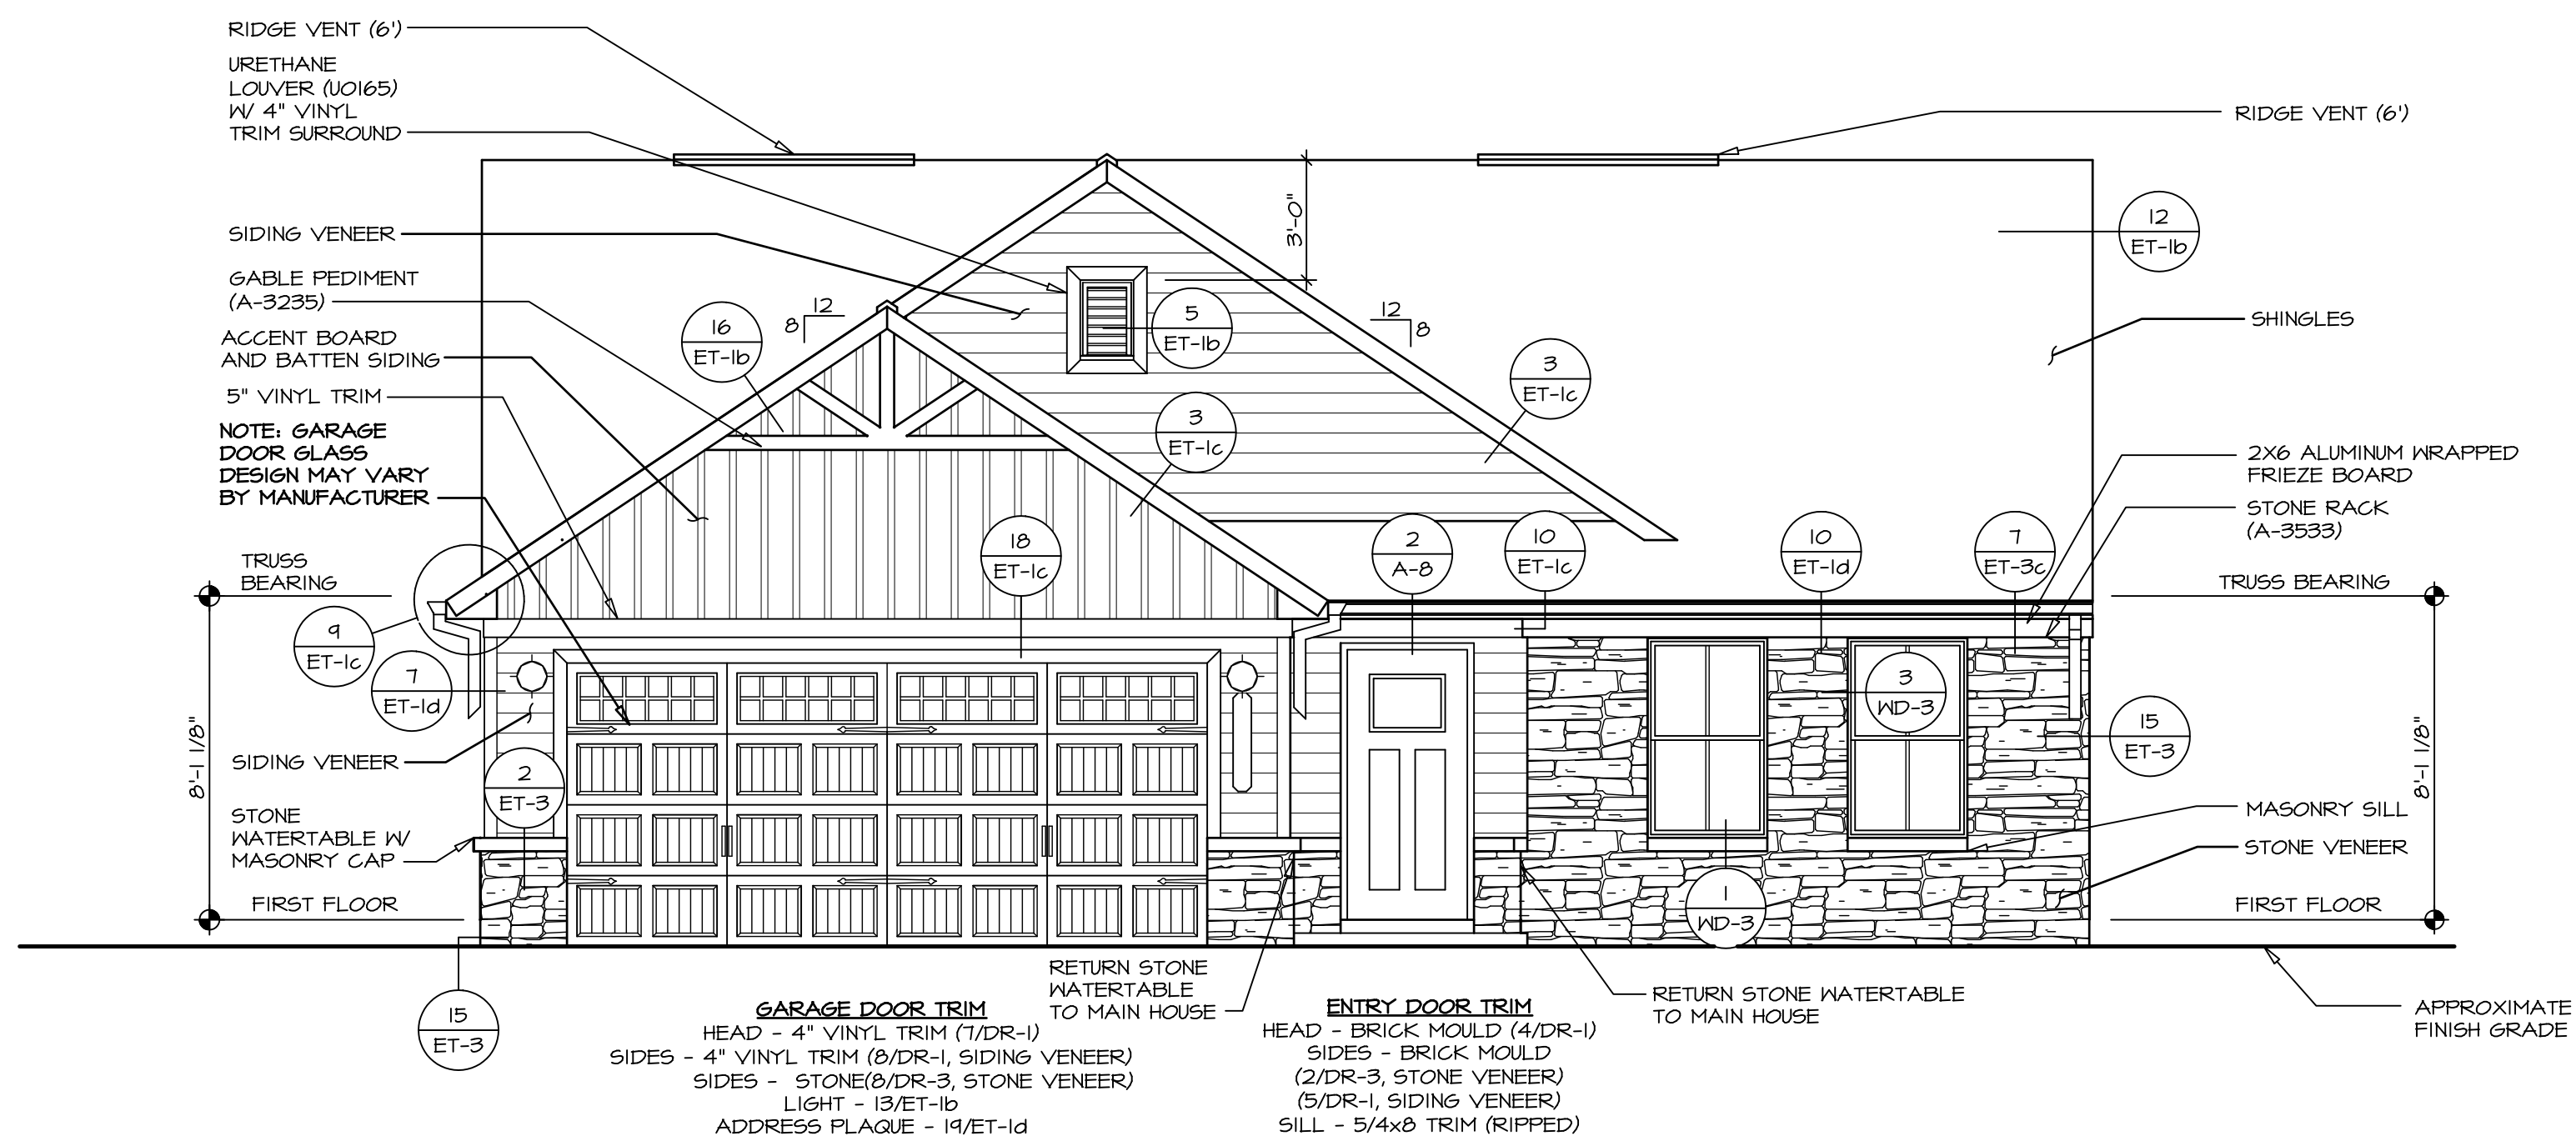 RIDGE VENT (6')
URETHANE
LOUVER (U0165)
W/ 4" VINYL
TRIM SURROUND
SIDING VENEER
GABLE PEDIMENT
(A-3235)
ACCENT BOARD
AND BATTEN SIDING
5" VINYL TRIM
NOTE: GARAGE
DOOR GLASS
DESIGN MAY VARY
BY MANUFACTURER
TRUSS
BEARING
9
ET-1c
7
ET-1d
8'-1 1/8"
SIDING VENEER
2
ET-3
STONE
WATERTABLE W/
MASONRY CAP
FIRST FLOOR
15
ET-3
16
ET-1b
12
8
3'-0"
5
ET-1b
12
8
3
ET-1c
3
ET-1c
18
ET-1c
2
A-8
10
ET-1c
10
ET-1d
7
ET-3c
3
WD-3
1
WD-3
RIDGE VENT (6')
12
ET-1b
SHINGLES
2X6 ALUMINUM WRAPPED
FRIEZE BOARD
STONE RACK
(A-3533)
TRUSS BEARING
15
ET-3
8'-1 1/8"
MASONRY SILL
STONE VENEER
FIRST FLOOR
APPROXIMATE
FINISH GRADE
RETURN STONE
WATERTABLE
TO MAIN HOUSE
RETURN STONE WATERTABLE
TO MAIN HOUSE
GARAGE DOOR TRIM
HEAD - 4" VINYL TRIM (7/DR-1)
SIDES - 4" VINYL TRIM (8/DR-1, SIDING VENEER)
SIDES - STONE(8/DR-3, STONE VENEER)
LIGHT - 13/ET-1b
ADDRESS PLAQUE - 19/ET-1d
ENTRY DOOR TRIM
HEAD - BRICK MOULD (4/DR-1)
SIDES - BRICK MOULD
(2/DR-3, STONE VENEER)
(5/DR-1, SIDING VENEER)
SILL - 5/4x8 TRIM (RIPPED)